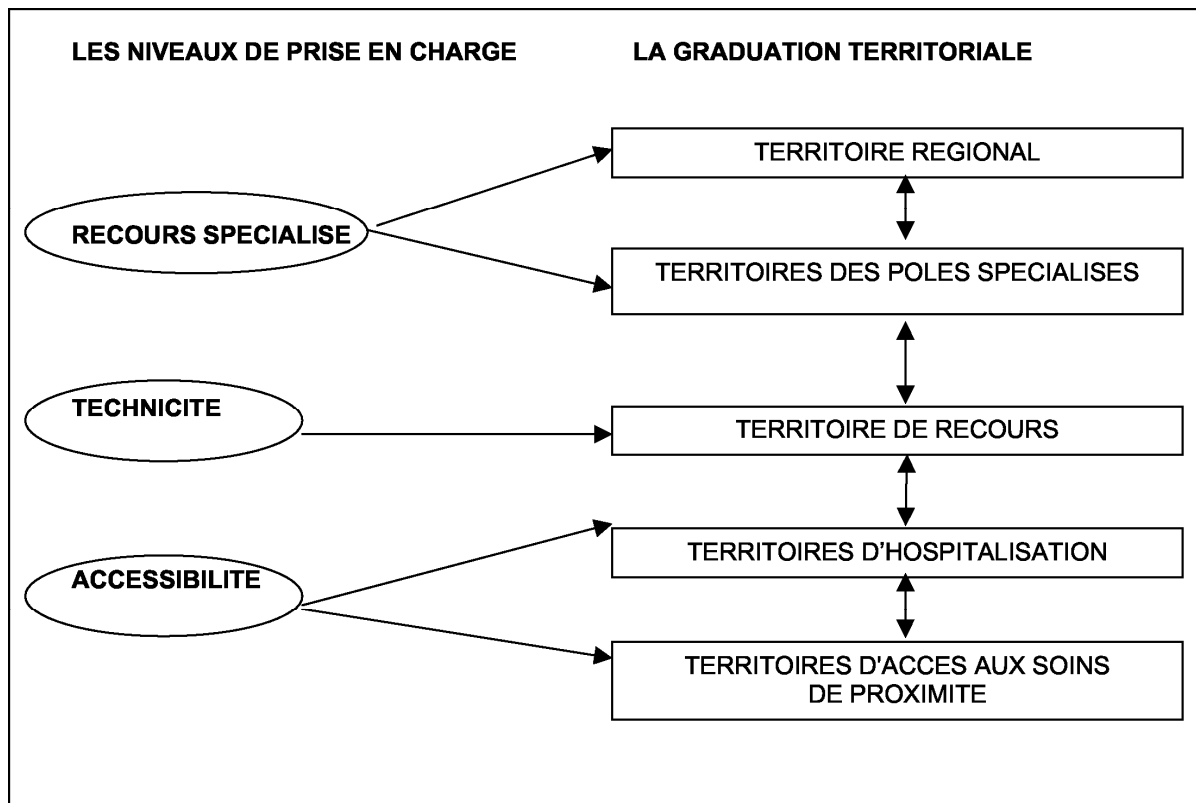 LES NIVEAUX DE PRISE EN CHARGE
LA GRADUATION TERRITORIALE
TERRITOIRE REGIONAL
RECOURS SPECIALISE
TERRITOIRES DES POLES SPECIALISES
TECHNICITE
TERRITOIRE DE RECOURS
TERRITOIRES D'HOSPITALISATION
ACCESSIBILITE
TERRITOIRES D'ACCES AUX SOINS
DE PROXIMITE